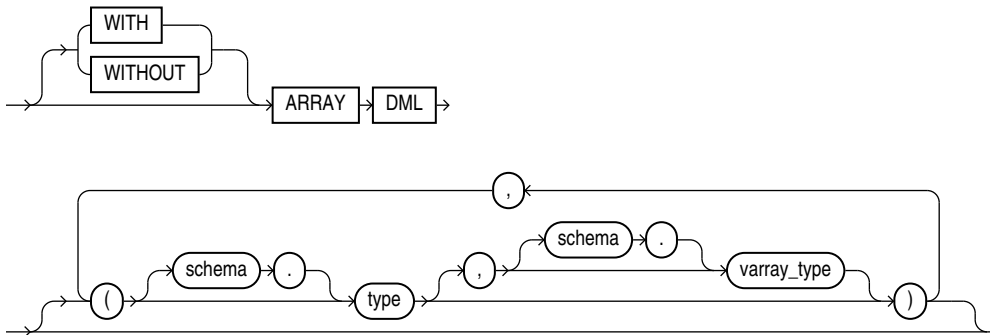 WITH
WITHOUT
ARRAY DML
,
schema .
schema . , varray_type
( type )